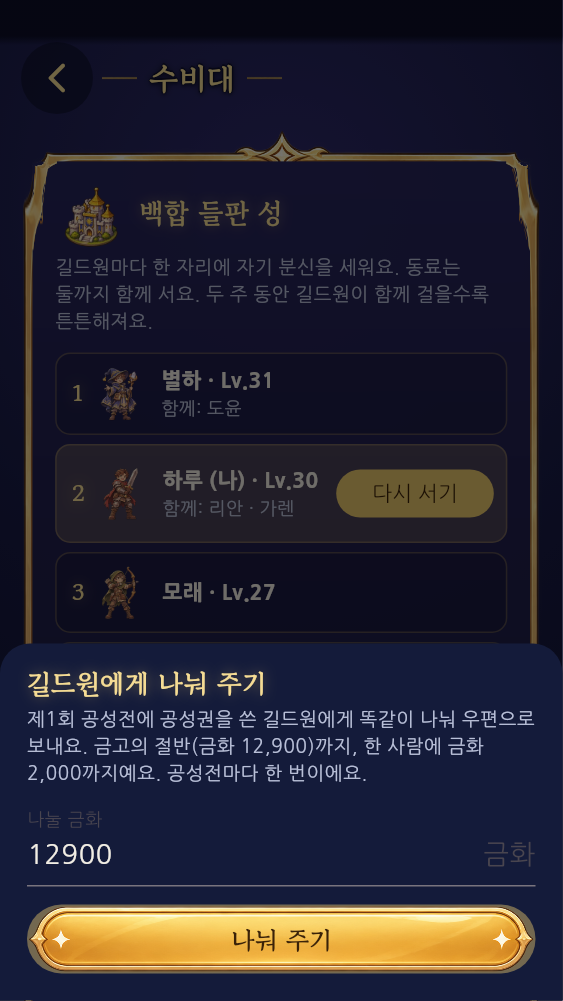 수비대
백합 들판 성
길드원마다 한 자리에 자기 분신을 세워요. 동료는
둘까지 함께 서요. 두 주 동안 길드원이 함께 걸을수록
튼튼해져요.
1 별하 · Lv.31
함께: 도윤
2 하루 (나) · Lv.30
함께: 리안 · 가렌
다시 서기
3 모래 · Lv.27
길드원에게 나눠 주기
제1회 공성전에 공성권을 쓴 길드원에게 똑같이 나눠 우편으로
보내요. 금고의 절반(금화 12,900)까지, 한 사람에 금화
2,000까지예요. 공성전마다 한 번이에요.
나눌 금화
12900 금화
나눠 주기